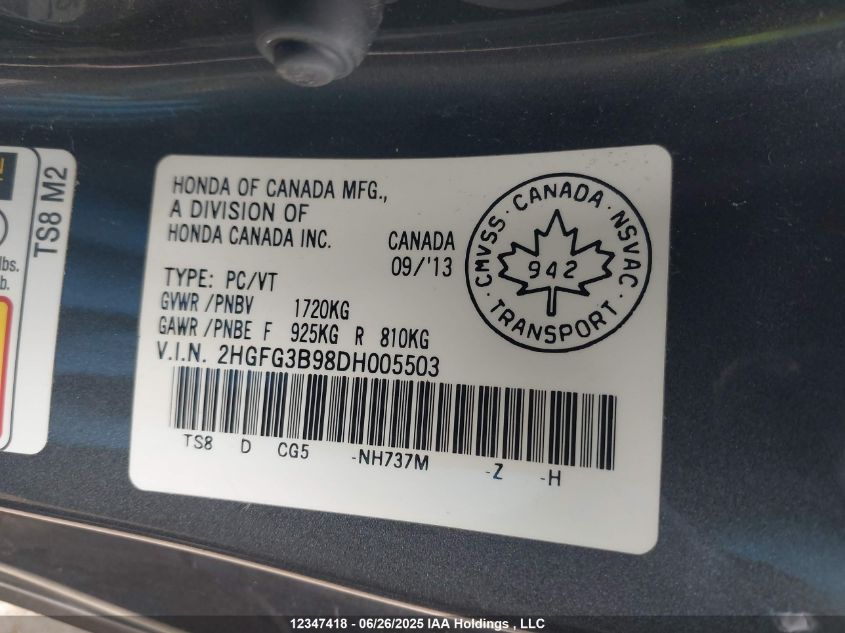 TS8 M2
lbs.
b.
HONDA OF CANADA MFG.,
A DIVISION OF
HONDA CANADA INC.
CANADA
09/'13
TYPE: PC/VT
GVWR /PNBV 1720KG
GAWR /PNBE F 925KG R 810KG
V.I.N. 2HGFG3B98DH005503
TS8 D CG5 -NH737M -Z -H
CMVSS · CANADA · NSVAC · TRANSPORT ·
942
12347418 - 06/26/2025 IAA Holdings , LLC